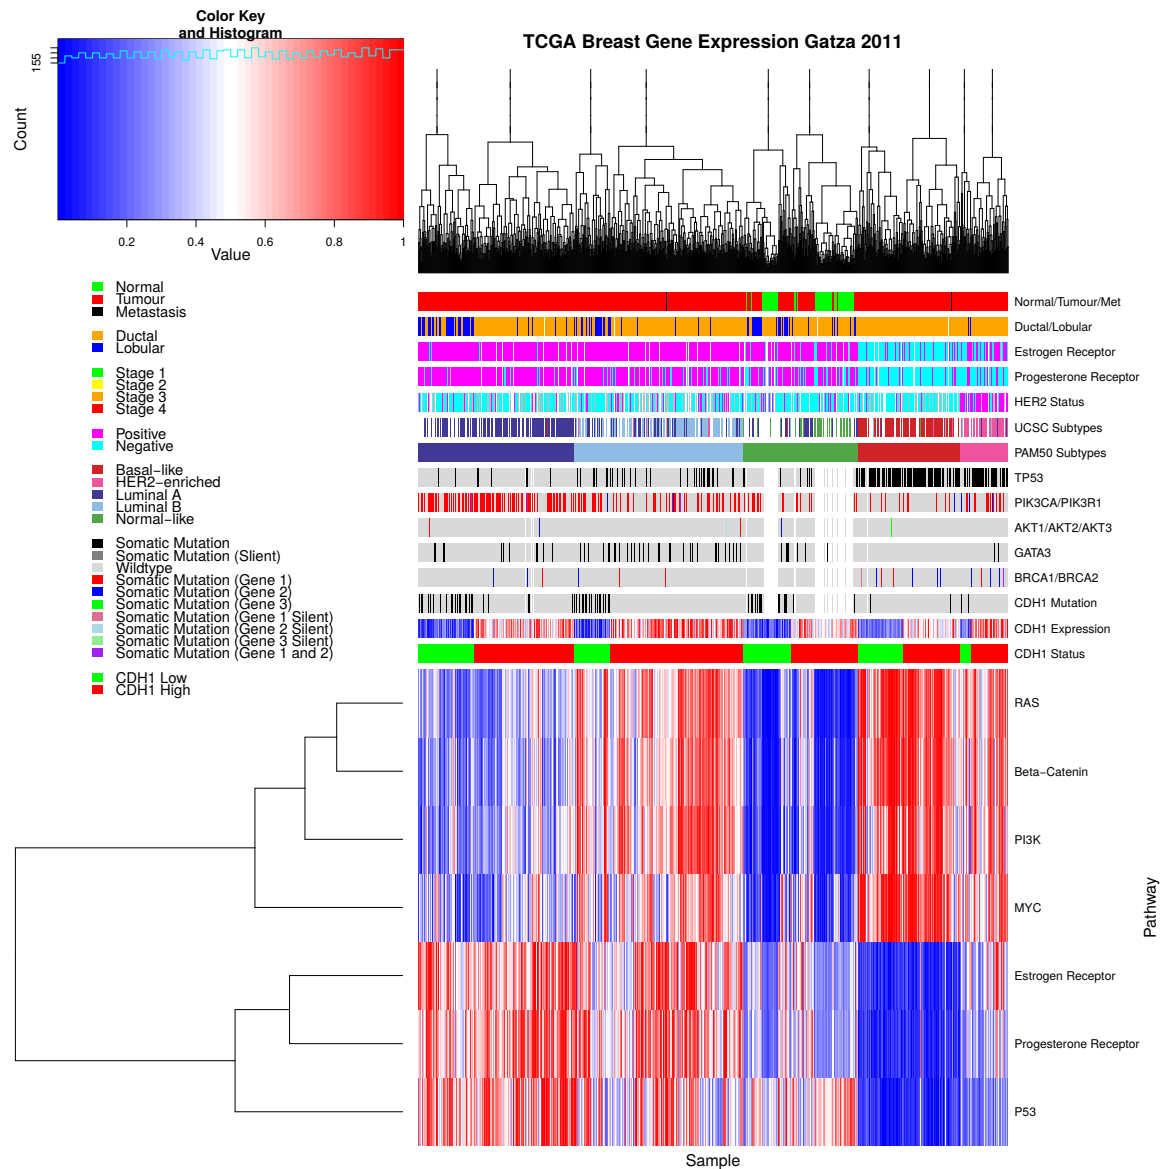 Color Key
and Histogram
TCGA Breast Gene Expression Gatza 2011
155
Count
0.2 0.4 0.6 0.8 1
Value
Normal
Tumour
Metastasis
Ductal
Lobular
Stage 1
Stage 2
Stage 3
Stage 4
Positive
Negative
Basal−like
HER2−enriched
Luminal A
Luminal B
Normal−like
Somatic Mutation
Somatic Mutation (Slient)
Wildtype
Somatic Mutation (Gene 1)
Somatic Mutation (Gene 2)
Somatic Mutation (Gene 3)
Somatic Mutation (Gene 1 Silent)
Somatic Mutation (Gene 2 Silent)
Somatic Mutation (Gene 3 Silent)
Somatic Mutation (Gene 1 and 2)
CDH1 Low
CDH1 High
Normal/Tumour/Met
Ductal/Lobular
Estrogen Receptor
Progesterone Receptor
HER2 Status
UCSC Subtypes
PAM50 Subtypes
TP53
PIK3CA/PIK3R1
AKT1/AKT2/AKT3
GATA3
BRCA1/BRCA2
CDH1 Mutation
CDH1 Expression
CDH1 Status
RAS
Beta−Catenin
PI3K
MYC
Estrogen Receptor
Progesterone Receptor
P53
Pathway
Sample